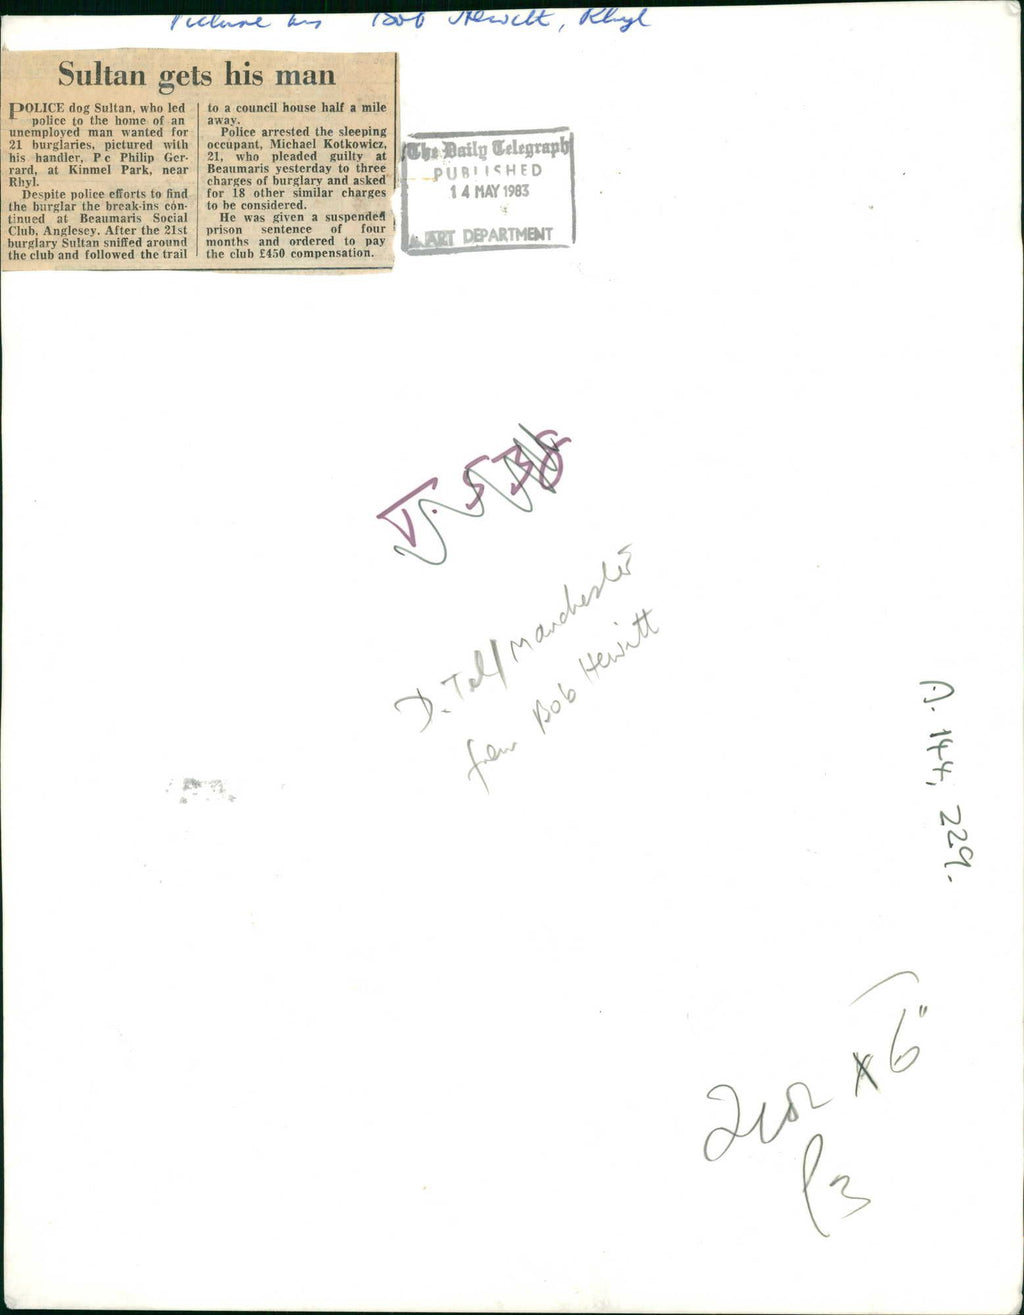 Picture by Bob Hewitt, Rhyl
Sultan gets his man
POLICE dog Sultan, who led
police to the home of an
unemployed man wanted for
21 burglaries, pictured with
his handler, Pc Philip Ger-
rard, at Kinmel Park, near
Rhyl.
Despite police efforts to find
the burglar the break-ins con-
tinued at Beaumaris Social
Club, Anglesey. After the 21st
burglary Sultan sniffed around
the club and followed the trail
to a council house half a mile
away.
Police arrested the sleeping
occupant, Michael Kotkowicz,
21, who pleaded guilty at
Beaumaris yesterday to three
charges of burglary and asked
for 18 other similar charges
to be considered.
He was given a suspended
prison sentence of four
months and ordered to pay
the club £450 compensation.
The Daily Telegraph
PUBLISHED
14 MAY 1983
ART DEPARTMENT
D. Tel/Manchester
from Bob Hewitt
D. 144, 229.
x 6"
P3